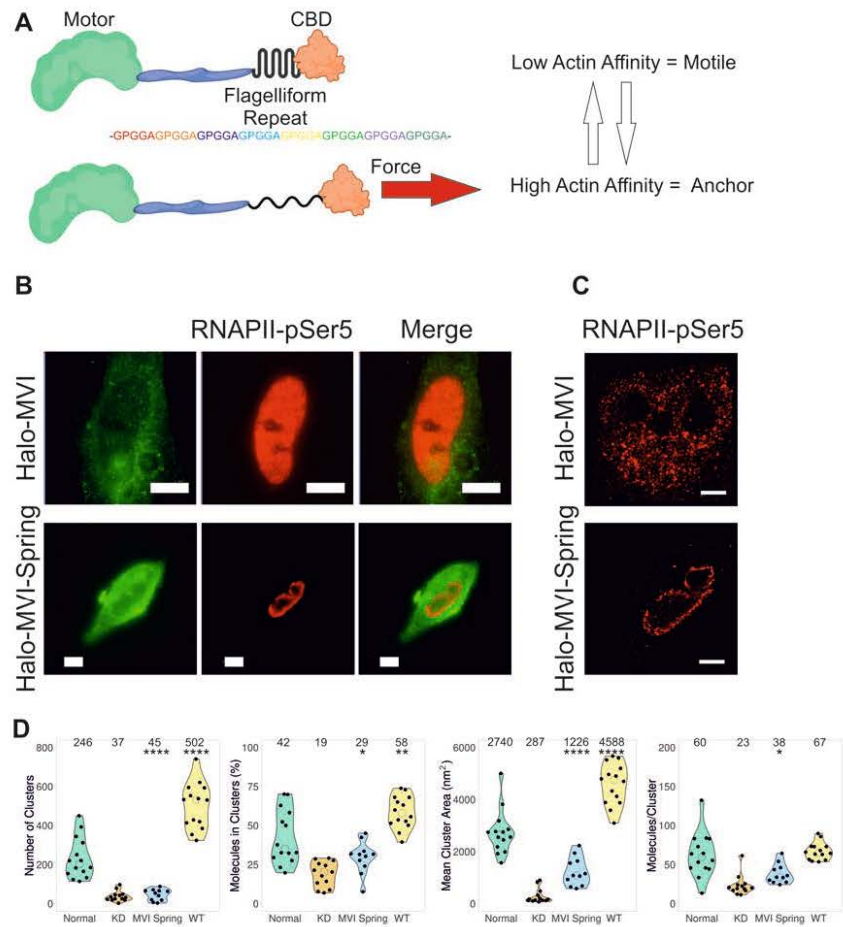 A
Motor
CBD
Flagelliform
Repeat
-GPGGAGPGGAGPGGAGPGGAGPGGAGPGGAGPGGAGPGGA-
Force
Low Actin Affinity = Motile
High Actin Affinity = Anchor
B
RNAPII-pSer5
Merge
Halo-MVI
Halo-MVI-Spring
C
RNAPII-pSer5
Halo-MVI
Halo-MVI-Spring
D
246 37 45 502
**** ****
Number of Clusters
800
600
400
200
0
Normal KD MVI Spring WT
42 19 29 58
* **
Molecules in Clusters (%)
100
75
50
25
0
Normal KD MVI Spring WT
2740 287 1226 4588
**** ****
Mean Cluster Area (nm²)
6000
4000
2000
0
Normal KD MVI Spring WT
60 23 38 67
*
Molecules/Cluster
200
150
100
50
0
Normal KD MVI Spring WT